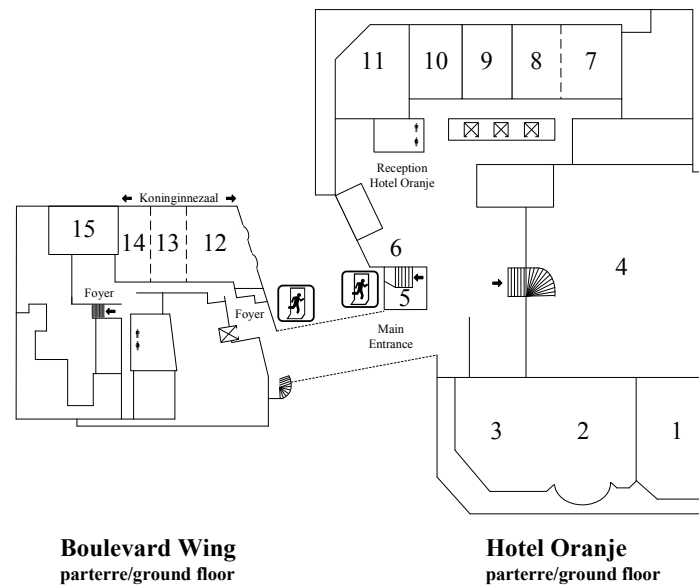 11 10 9 8 7
Reception
Hotel Oranje
Koninginnezaal
15 14 13 12
6
4
5
Foyer
Foyer
Main
Entrance
3 2 1
Boulevard Wing
parterre/ground floor
Hotel Oranje
parterre/ground floor